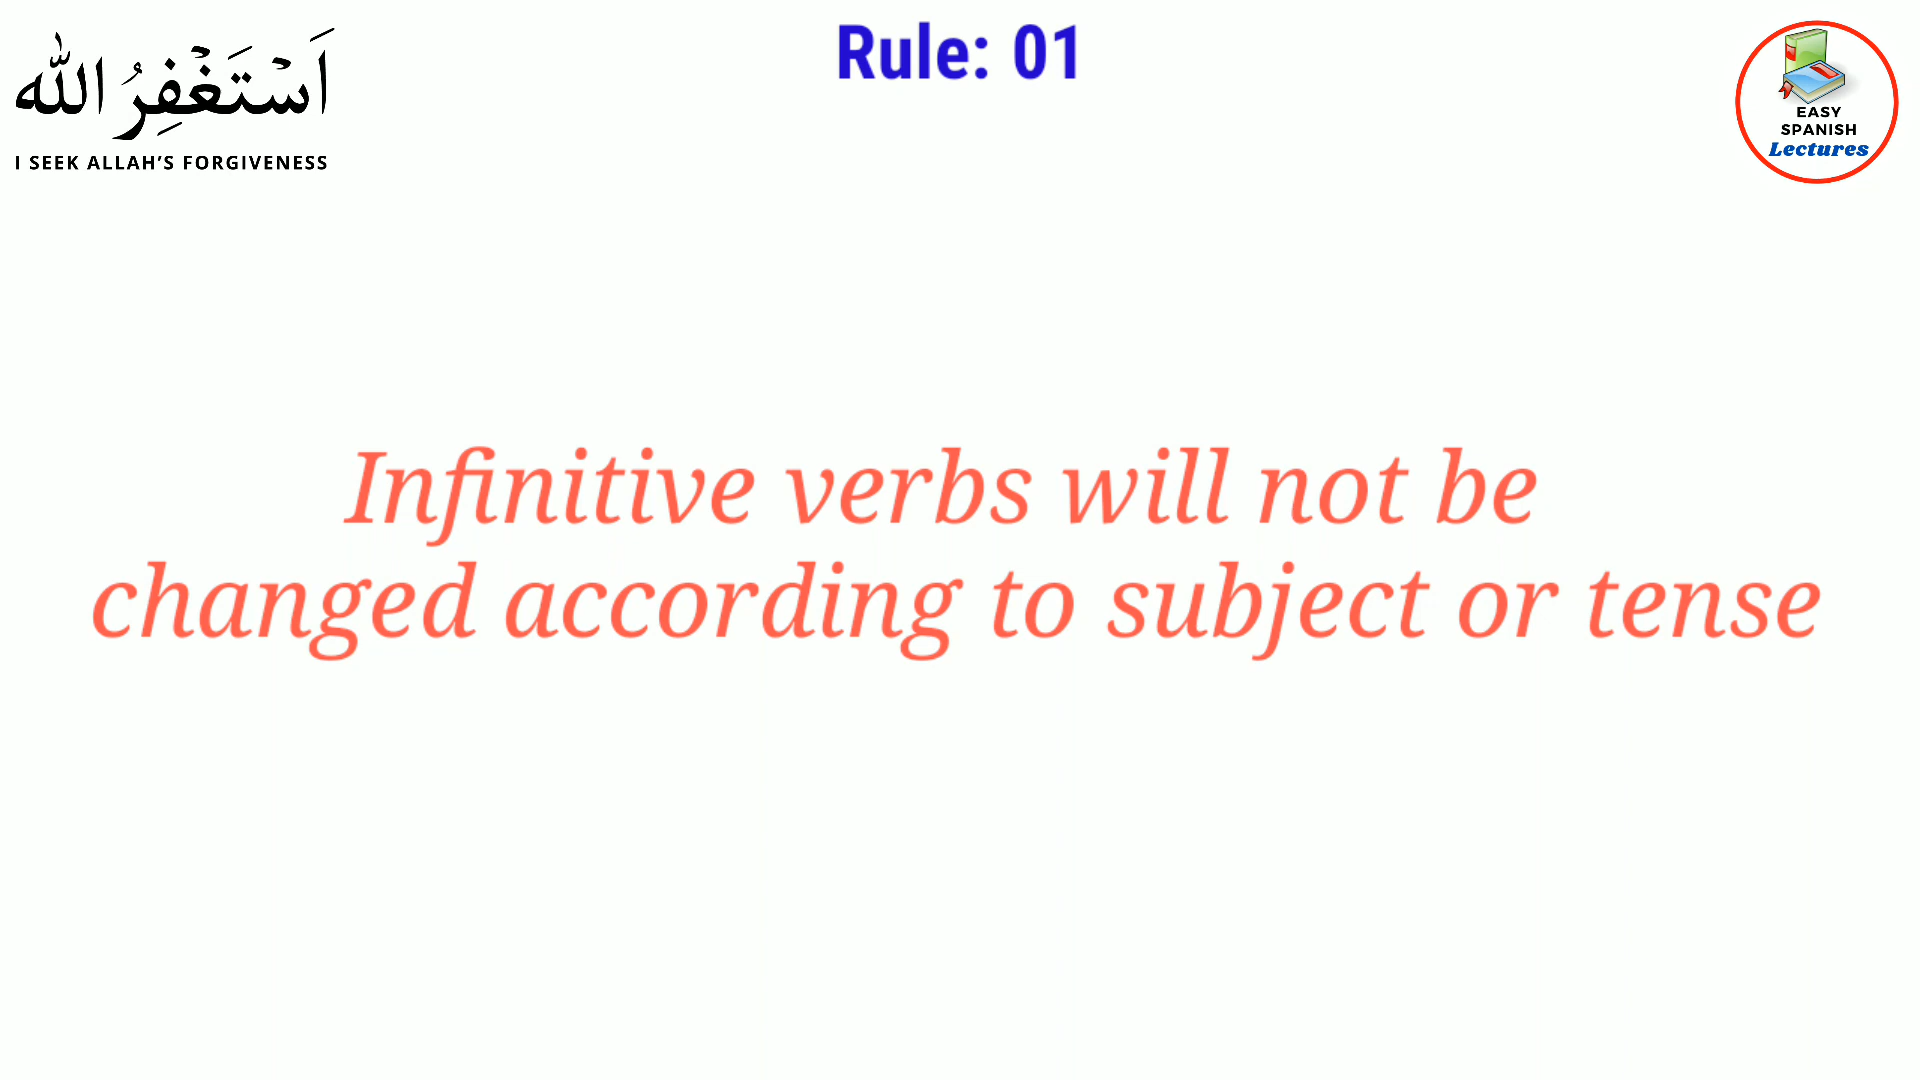 اَسْتَغْفِرُ اللّٰه
I SEEK ALLAH'S FORGIVENESS
Rule: 01
EASY
SPANISH
Lectures
Infinitive verbs will not be
changed according to subject or tense